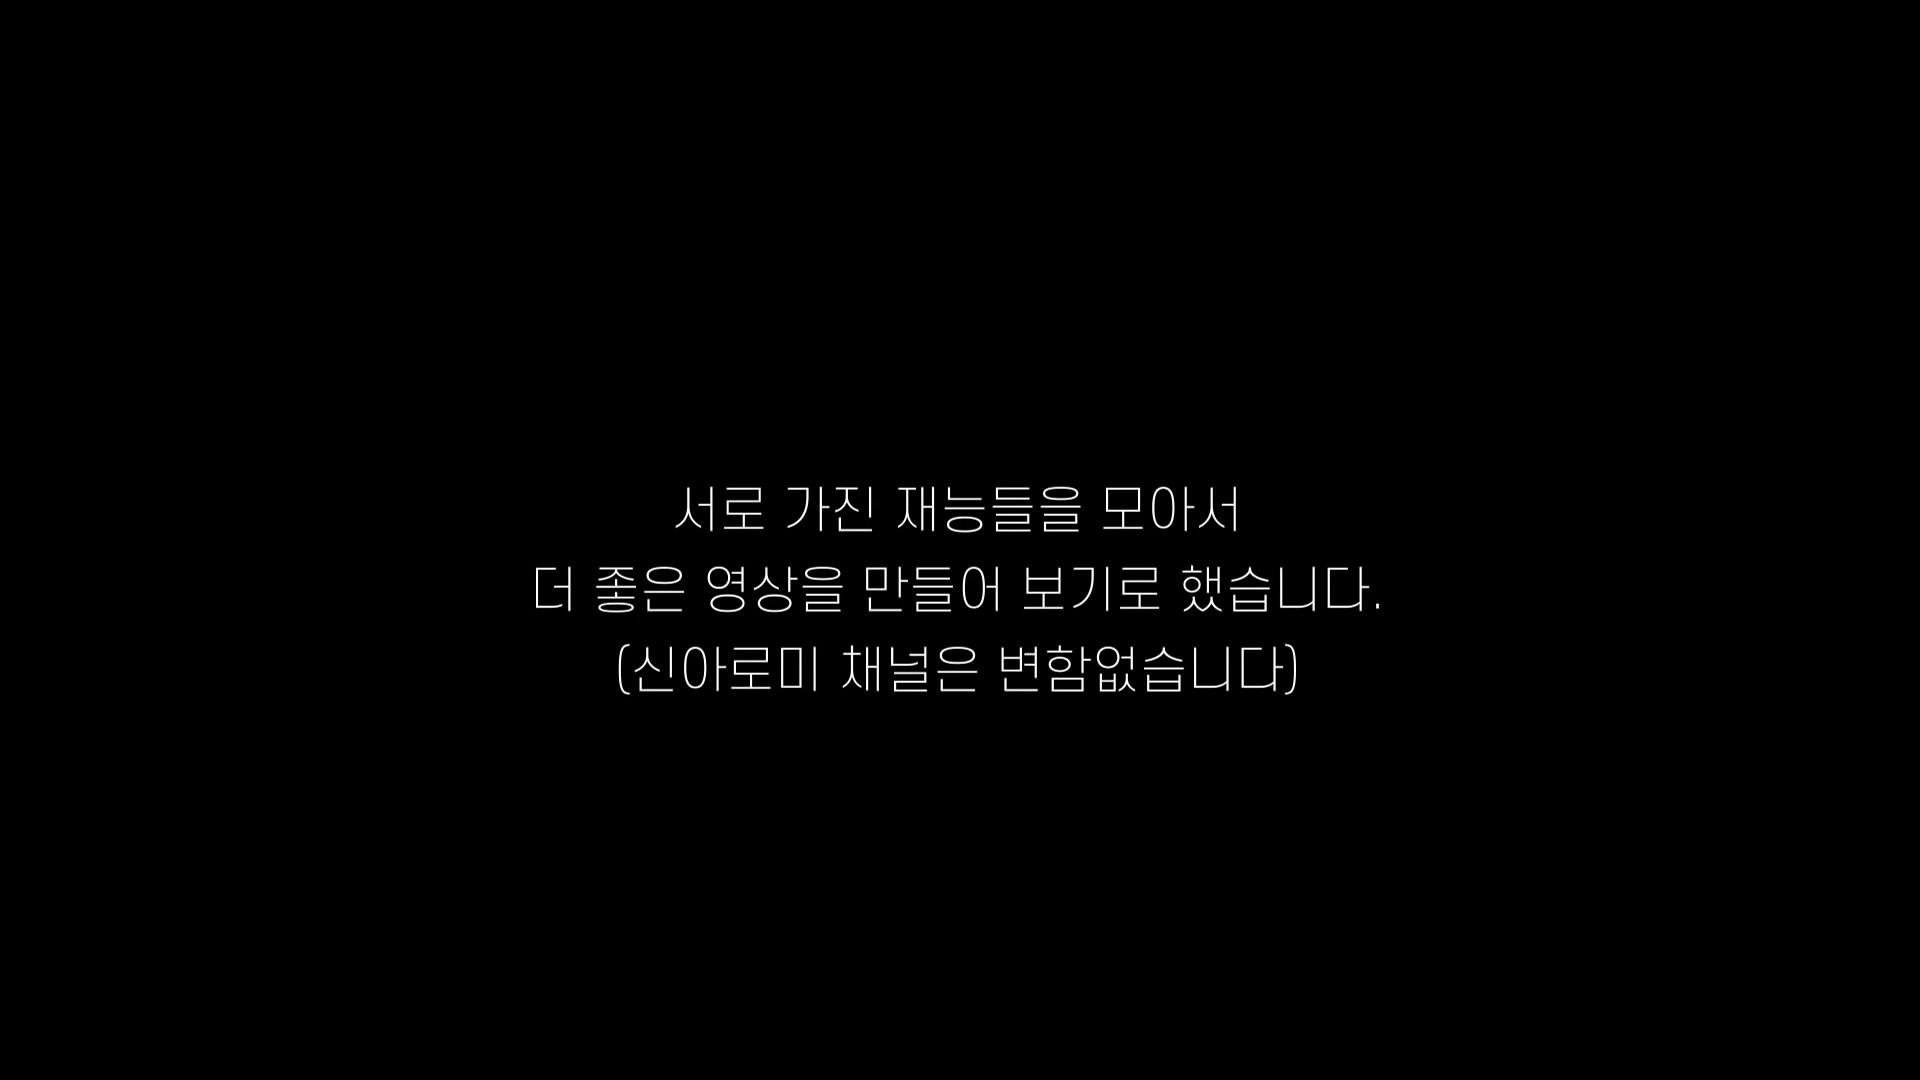 서로 가진 재능들을 모아서
더 좋은 영상을 만들어 보기로 했습니다.
(신아로미 채널은 변함없습니다)